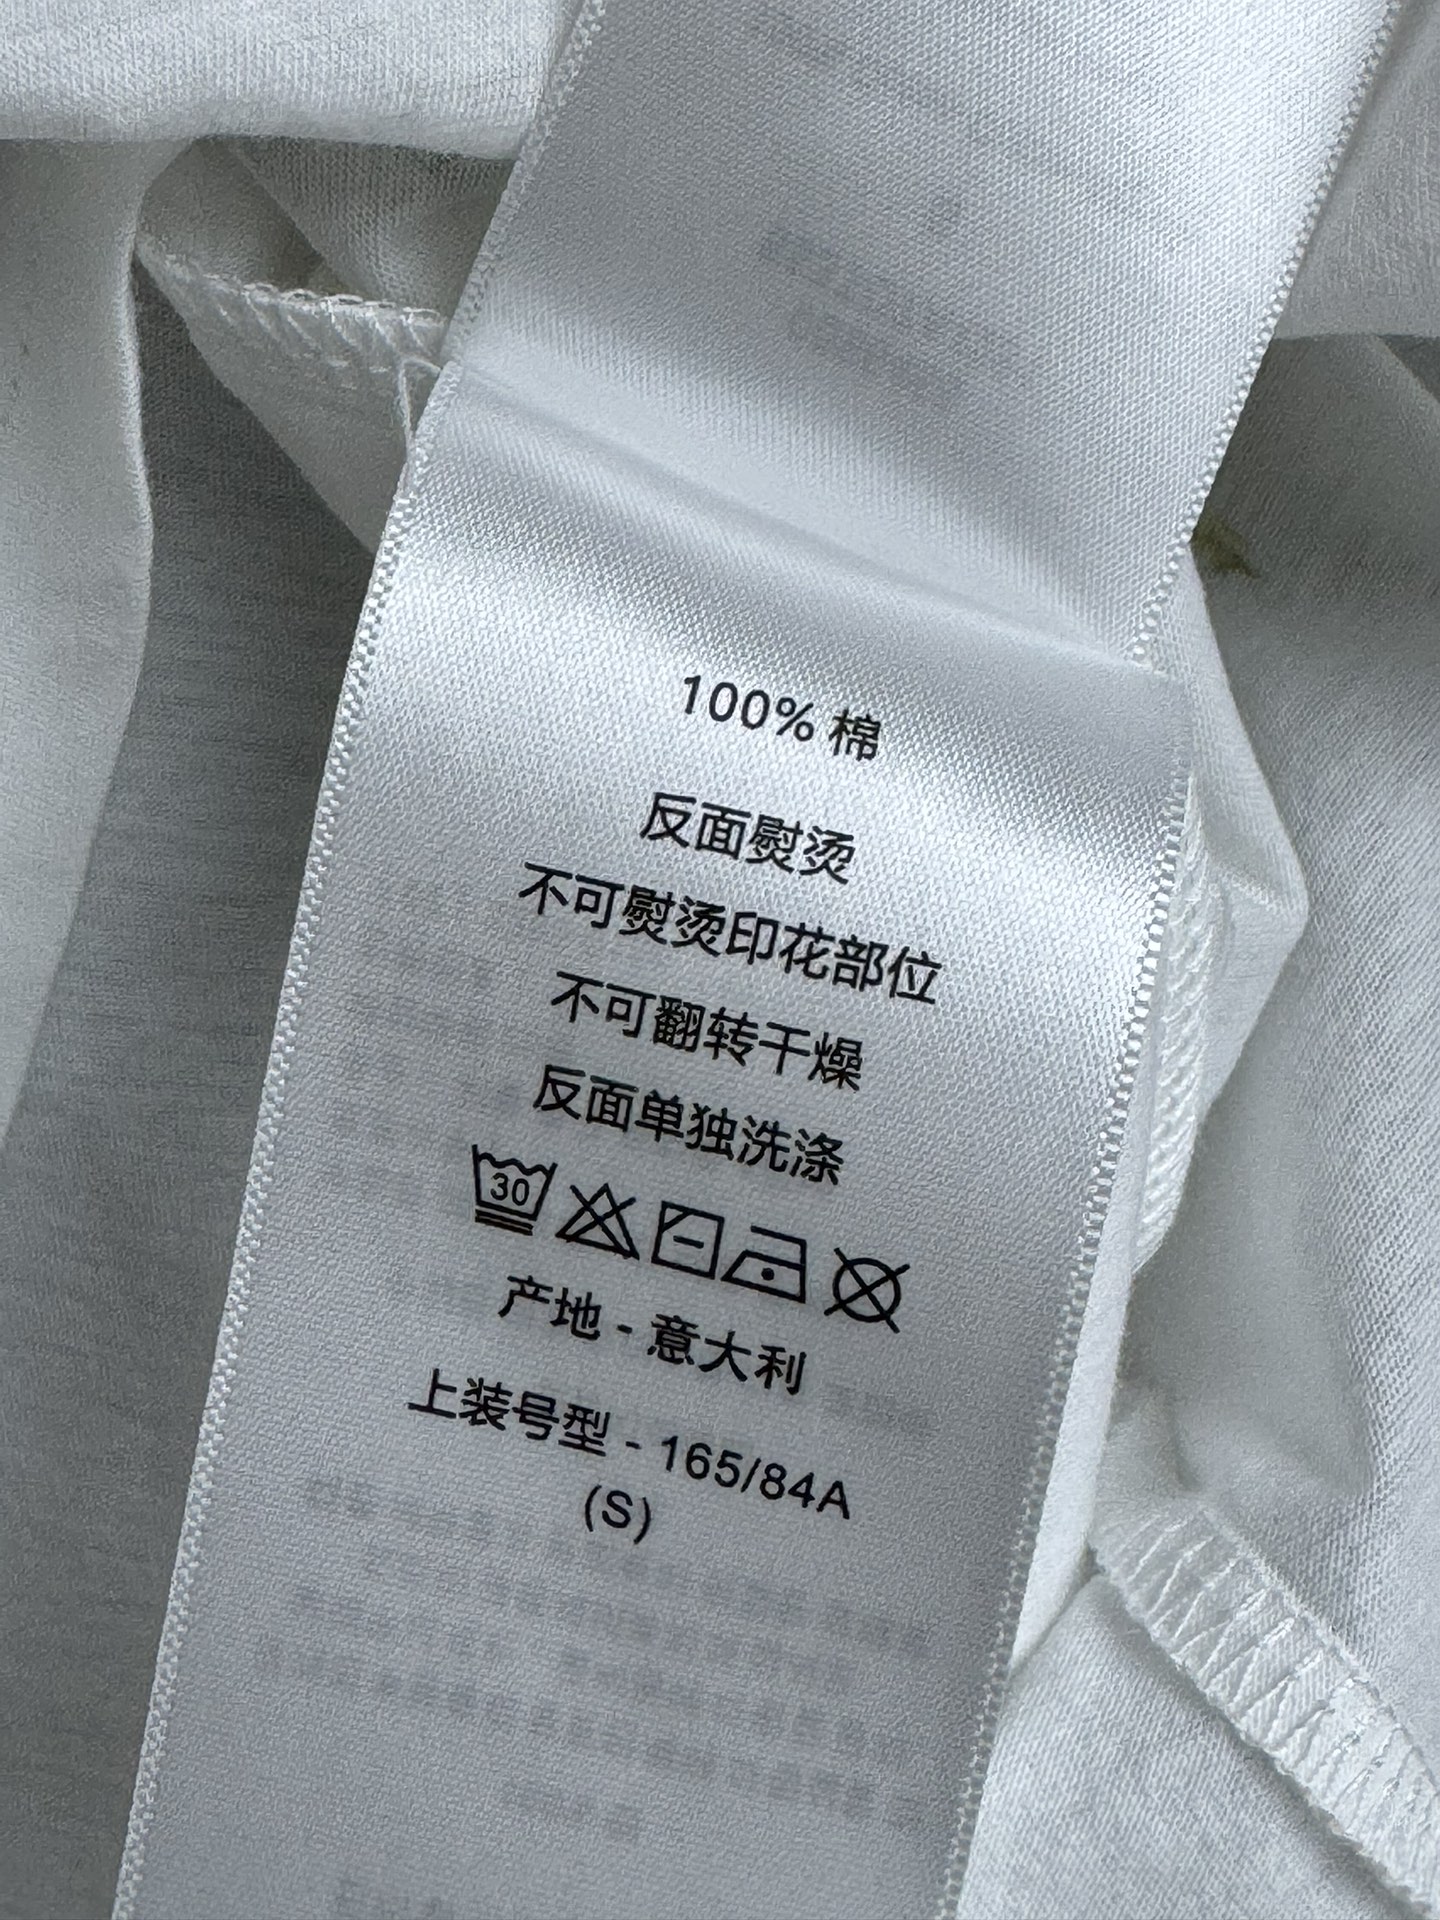 100% 棉
反面熨烫
不可熨烫印花部位
不可翻转干燥
反面单独洗涤
30
产地 - 意大利
上装号型 - 165/84A
(S)